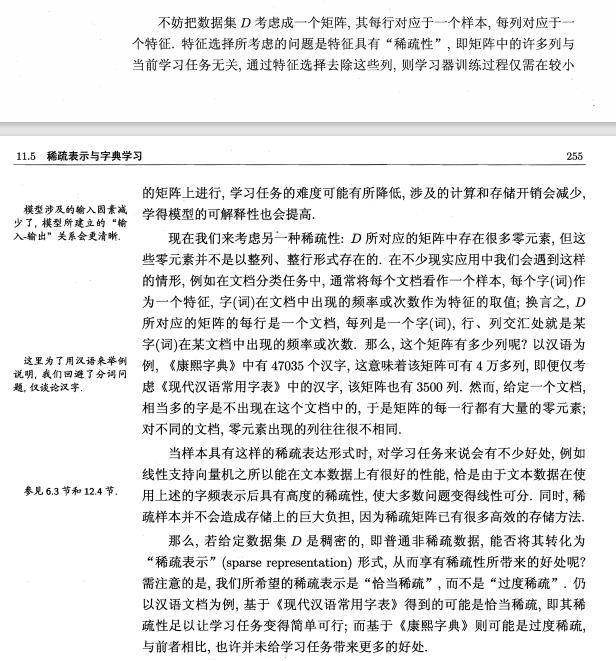 不妨把数据集 D 考虑成一个矩阵, 其每行对应于一个样本, 每列对应于一
个特征. 特征选择所考虑的问题是特征具有“稀疏性”, 即矩阵中的许多列与
当前学习任务无关, 通过特征选择去除这些列, 则学习器训练过程仅需在较小
11.5 稀疏表示与字典学习
255
的矩阵上进行, 学习任务的难度可能有所降低, 涉及的计算和存储开销会减少,
学得模型的可解释性也会提高.
模型涉及的输入因素减
少了, 模型所建立的“输
入-输出”关系会更清晰.
现在我们来考虑另一种稀疏性: D 所对应的矩阵中存在很多零元素, 但这
些零元素并不是以整列、整行形式存在的. 在不少现实应用中我们会遇到这样
的情形, 例如在文档分类任务中, 通常将每个文档看作一个样本, 每个字(词)作
为一个特征, 字(词)在文档中出现的频率或次数作为特征的取值; 换言之, D
所对应的矩阵的每行是一个文档, 每列是一个字(词), 行、列交汇处就是某
字(词)在某文档中出现的频率或次数. 那么, 这个矩阵有多少列呢? 以汉语为
例, 《康熙字典》中有 47035 个汉字, 这意味着该矩阵可有 4 万多列, 即便仅考
虑《现代汉语常用字表》中的汉字, 该矩阵也有 3500 列. 然而, 给定一个文档,
相当多的字是不出现在这个文档中的, 于是矩阵的每一行都有大量的零元素;
对不同的文档, 零元素出现的列往往很不相同.
这里为了用汉语来举例
说明, 我们回避了分词问
题, 仅谈论汉字.
当样本具有这样的稀疏表达形式时, 对学习任务来说会有不少好处, 例如
线性支持向量机之所以能在文本数据上有很好的性能, 恰是由于文本数据在使
用上述的字频表示后具有高度的稀疏性, 使大多数问题变得线性可分. 同时, 稀
疏样本并不会造成存储上的巨大负担, 因为稀疏矩阵已有很多高效的存储方法.
参见 6.3 节和 12.4 节.
那么, 若给定数据集 D 是稠密的, 即普通非稀疏数据, 能否将其转化为
“稀疏表示”(sparse representation) 形式, 从而享有稀疏性所带来的好处呢?
需注意的是, 我们所希望的稀疏表示是“恰当稀疏”, 而不是“过度稀疏”. 仍
以汉语文档为例, 基于《现代汉语常用字表》得到的可能是恰当稀疏, 即其稀
疏性足以让学习任务变得简单可行; 而基于《康熙字典》则可能是过度稀疏,
与前者相比, 也许并未给学习任务带来更多的好处.